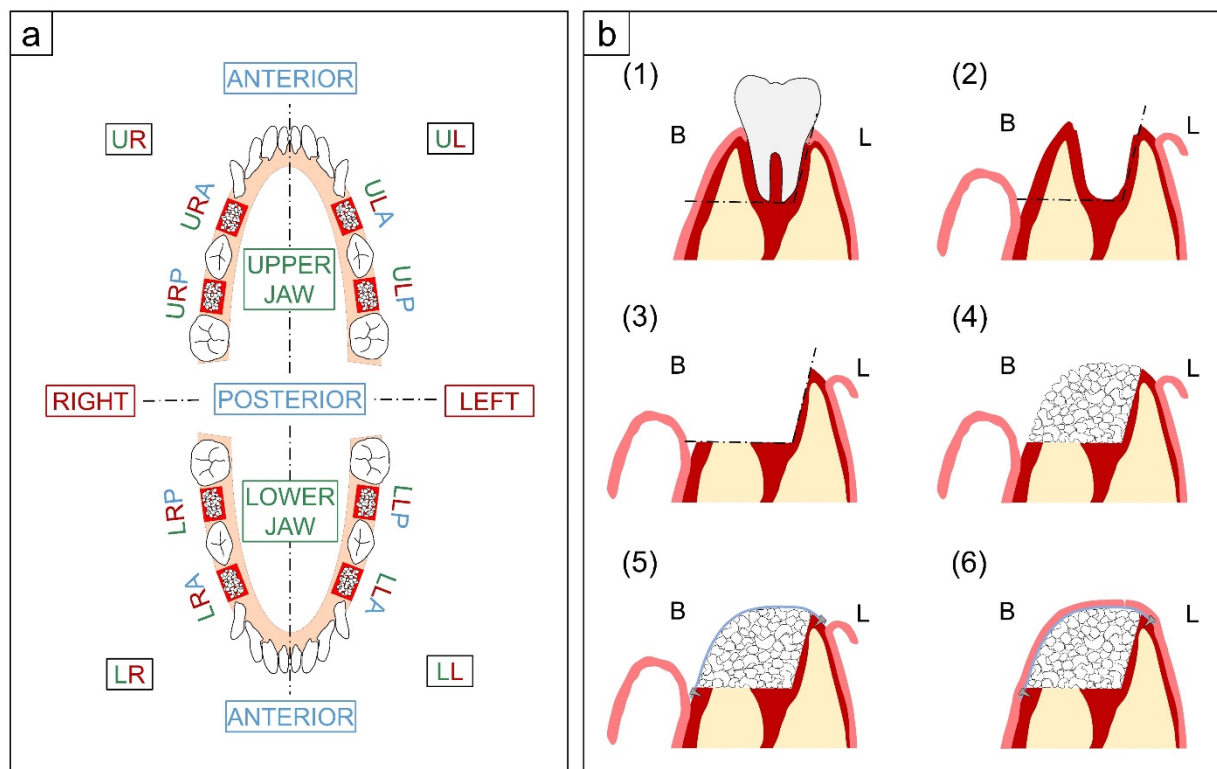 a
ANTERIOR
UR
UL
URA
ULA
UPPER
JAW
URP
ULP
RIGHT
POSTERIOR
LEFT
LRP
LLP
LOWER
JAW
LRA
LLA
LR
LL
ANTERIOR
b
(1)
B
L
(2)
B
L
(3)
B
L
(4)
B
L
(5)
B
L
(6)
B
L